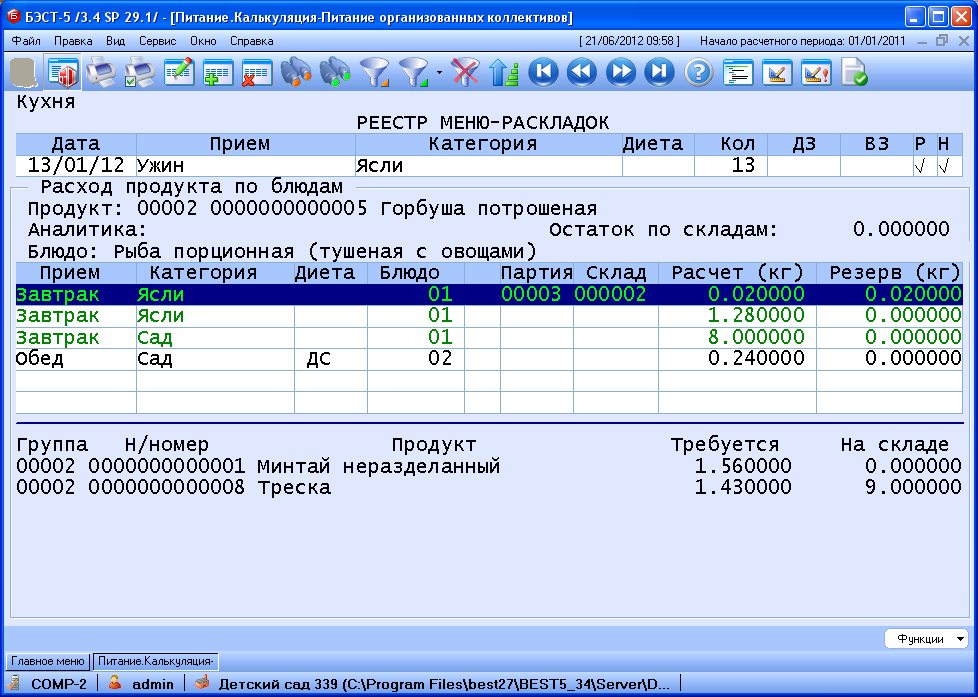 БЭСТ-5 /3.4 SP 29.1/ - [Питание.Калькуляция-Питание организованных коллективов]
Файл Правка Вид Сервис Окно Справка [ 21/06/2012 09:58 ] Начало расчетного периода: 01/01/2011
Кухня
РЕЕСТР МЕНЮ-РАСКЛАДОК
Дата Прием Категория Диета Кол ДЗ ВЗ Р Н
13/01/12 Ужин Ясли 13 √ √
Расход продукта по блюдам
Продукт: 00002 0000000000005 Горбуша потрошеная
Аналитика: Остаток по складам: 0.000000
Блюдо: Рыба порционная (тушеная с овощами)
Прием Категория Диета Блюдо Партия Склад Расчет (кг) Резерв (кг)
Завтрак Ясли 01 00003 000002 0.020000 0.020000
Завтрак Ясли 01 1.280000 0.000000
Завтрак Сад 01 8.000000 0.000000
Обед Сад ДС 02 0.240000 0.000000
Группа Н/номер Продукт Требуется На складе
00002 0000000000001 Минтай неразделанный 1.560000 0.000000
00002 0000000000008 Треска 1.430000 9.000000
Функции
Главное меню Питание.Калькуляция-
COMP-2 admin Детский сад 339 (C:\Program Files\best27\BEST5_34\Server\D...